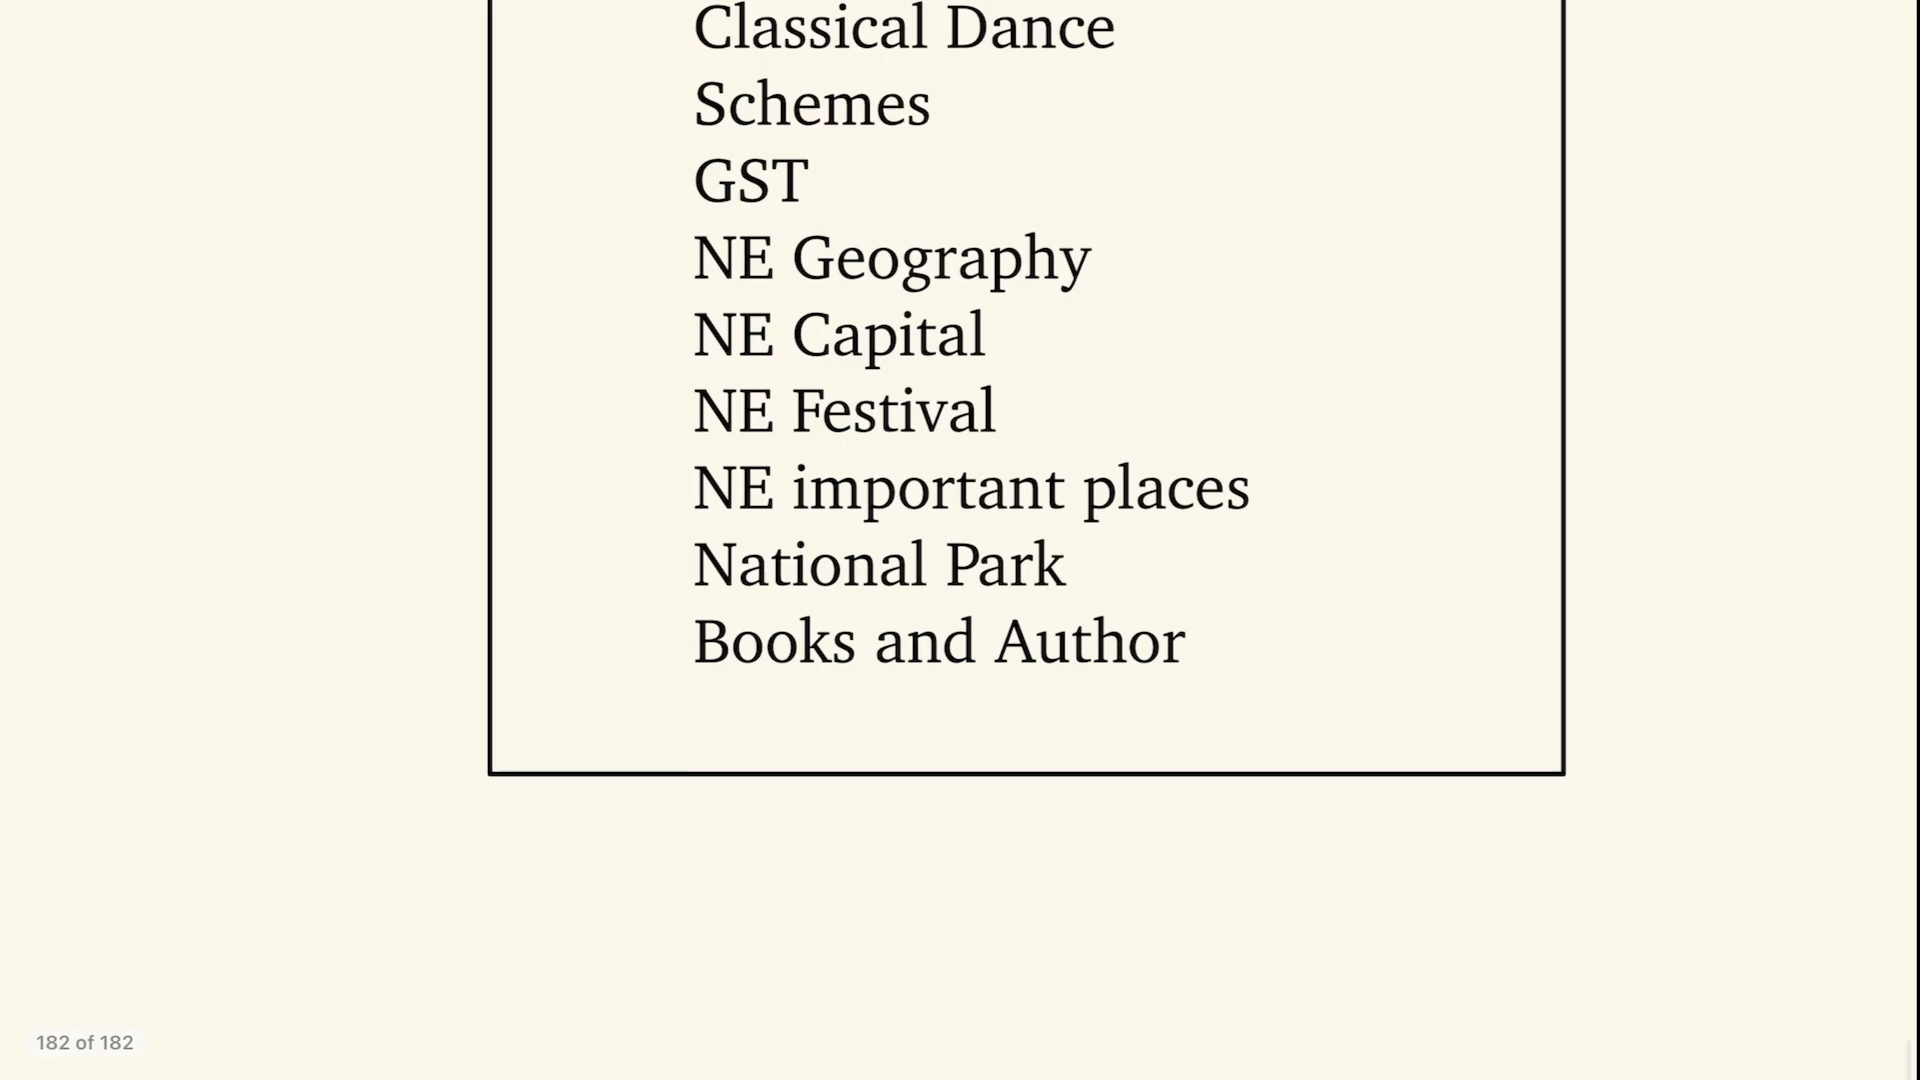 Classical Dance
Schemes
GST
NE Geography
NE Capital
NE Festival
NE important places
National Park
Books and Author
182 of 182